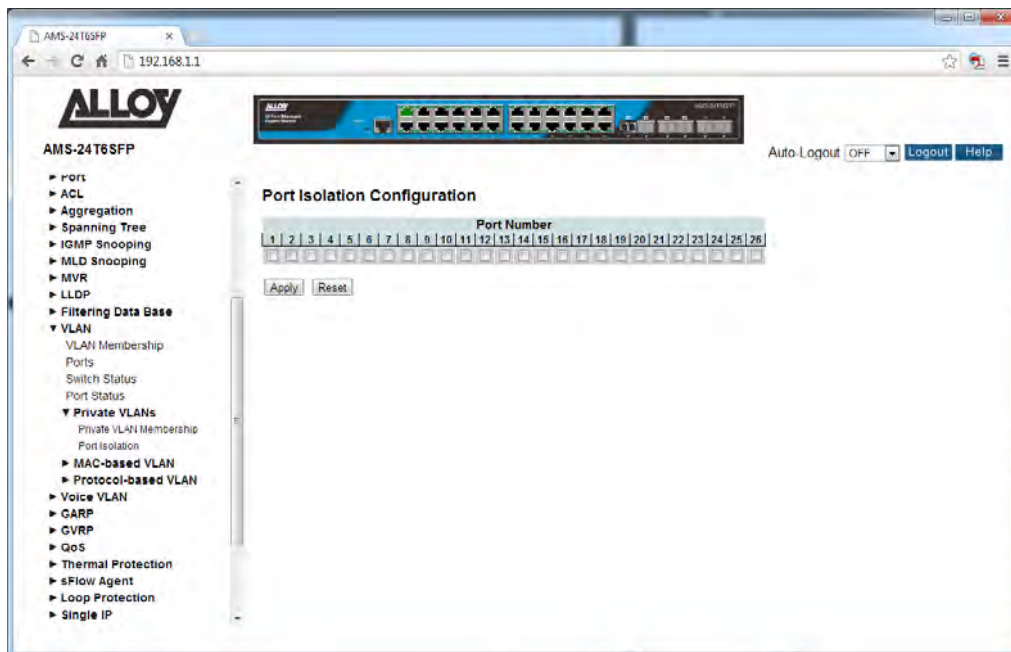 AMS-24T6SFP
192.168.1.1
ALLOY
ALLOY
AMS-24T6SFP
Auto-Logout OFF Logout Help
Port
ACL
Aggregation
Spanning Tree
IGMP Snooping
MLD Snooping
MVR
LLDP
Filtering Data Base
VLAN
VLAN Membership
Ports
Switch Status
Port Status
Private VLANs
Private VLAN Membership
Port Isolation
MAC-based VLAN
Protocol-based VLAN
Voice VLAN
GARP
GVRP
QoS
Thermal Protection
sFlow Agent
Loop Protection
Single IP
Port Isolation Configuration
Port Number
1 2 3 4 5 6 7 8 9 10 11 12 13 14 15 16 17 18 19 20 21 22 23 24 25 26
Apply Reset